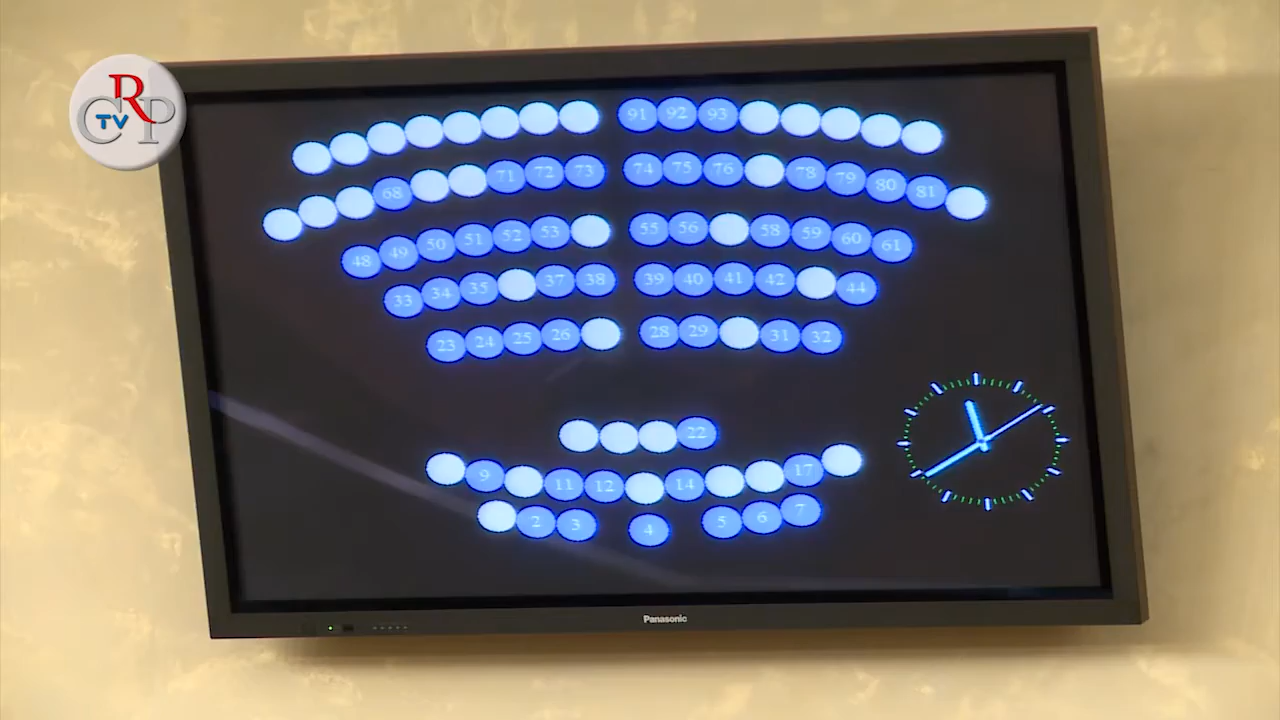 CRP
TV
91 92 93
68 71 72 73 74 75 76 78 79 80 81
48 49 50 51 52 53 55 56 58 59 60 61
33 34 35 37 38 39 40 41 42 44
23 24 25 26 28 29 31 32
22
9 11 12 14 17
2 3 4 5 6 7
Panasonic